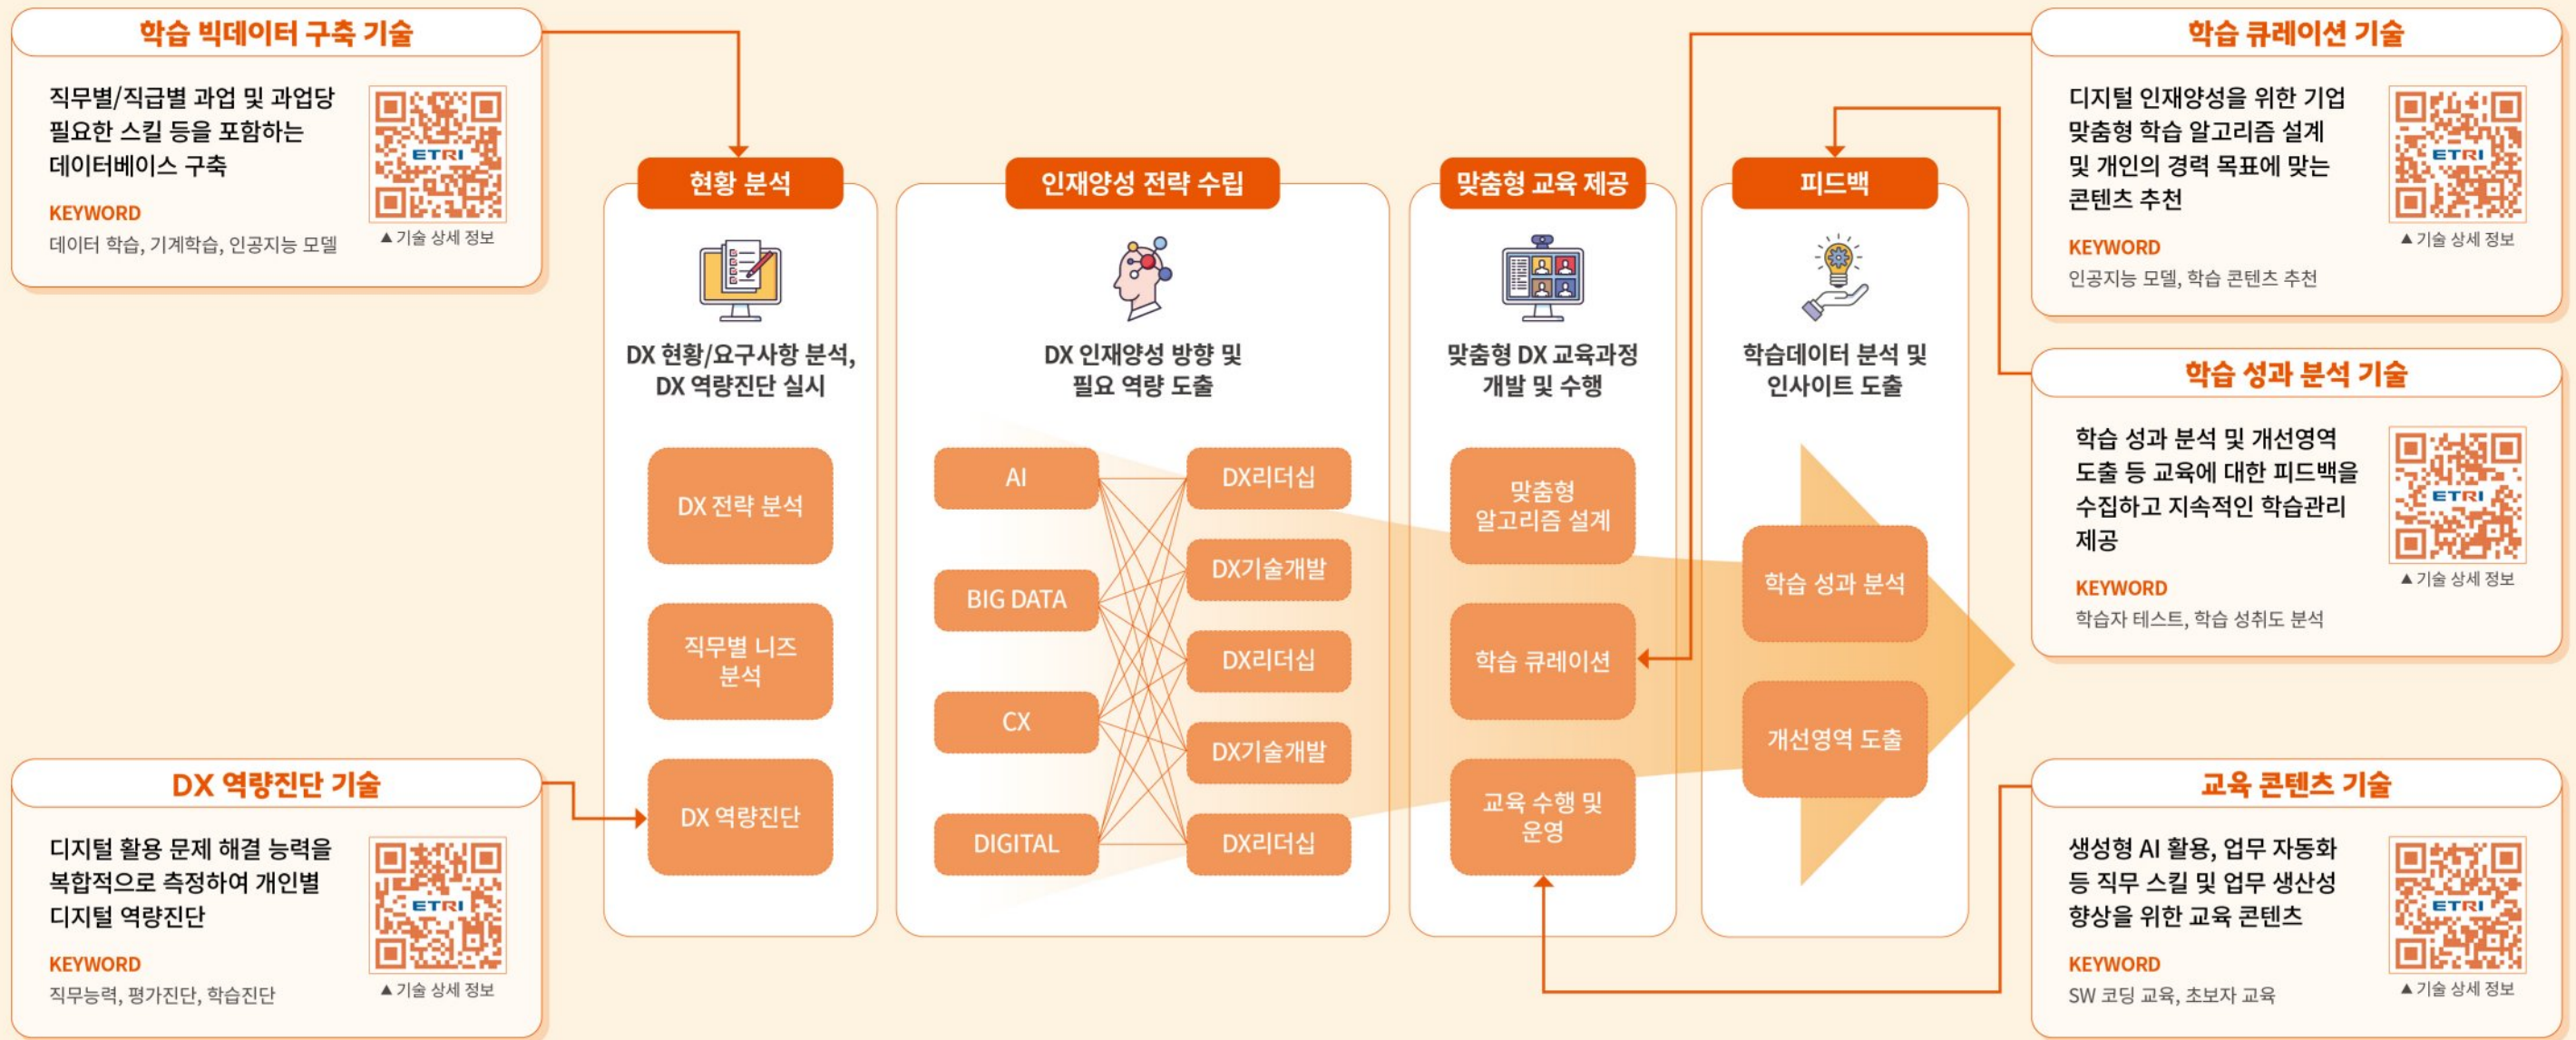 학습 빅데이터 구축 기술
직무별/직급별 과업 및 과업당
필요한 스킬 등을 포함하는
데이터베이스 구축
KEYWORD
데이터 학습, 기계학습, 인공지능 모델
ETRI
▲ 기술 상세 정보
DX 역량진단 기술
디지털 활용 문제 해결 능력을
복합적으로 측정하여 개인별
디지털 역량진단
KEYWORD
직무능력, 평가진단, 학습진단
ETRI
▲ 기술 상세 정보
현황 분석
DX 현황/요구사항 분석,
DX 역량진단 실시
DX 전략 분석
직무별 니즈
분석
DX 역량진단
인재양성 전략 수립
DX 인재양성 방향 및
필요 역량 도출
AI
BIG DATA
CX
DIGITAL
DX리더십
DX기술개발
DX리더십
DX기술개발
DX리더십
맞춤형 교육 제공
맞춤형 DX 교육과정
개발 및 수행
맞춤형
알고리즘 설계
학습 큐레이션
교육 수행 및
운영
피드백
학습데이터 분석 및
인사이트 도출
학습 성과 분석
개선영역 도출
학습 큐레이션 기술
디지털 인재양성을 위한 기업
맞춤형 학습 알고리즘 설계
및 개인의 경력 목표에 맞는
콘텐츠 추천
KEYWORD
인공지능 모델, 학습 콘텐츠 추천
ETRI
▲ 기술 상세 정보
학습 성과 분석 기술
학습 성과 분석 및 개선영역
도출 등 교육에 대한 피드백을
수집하고 지속적인 학습관리
제공
KEYWORD
학습자 테스트, 학습 성취도 분석
ETRI
▲ 기술 상세 정보
교육 콘텐츠 기술
생성형 AI 활용, 업무 자동화
등 직무 스킬 및 업무 생산성
향상을 위한 교육 콘텐츠
KEYWORD
SW 코딩 교육, 초보자 교육
ETRI
▲ 기술 상세 정보